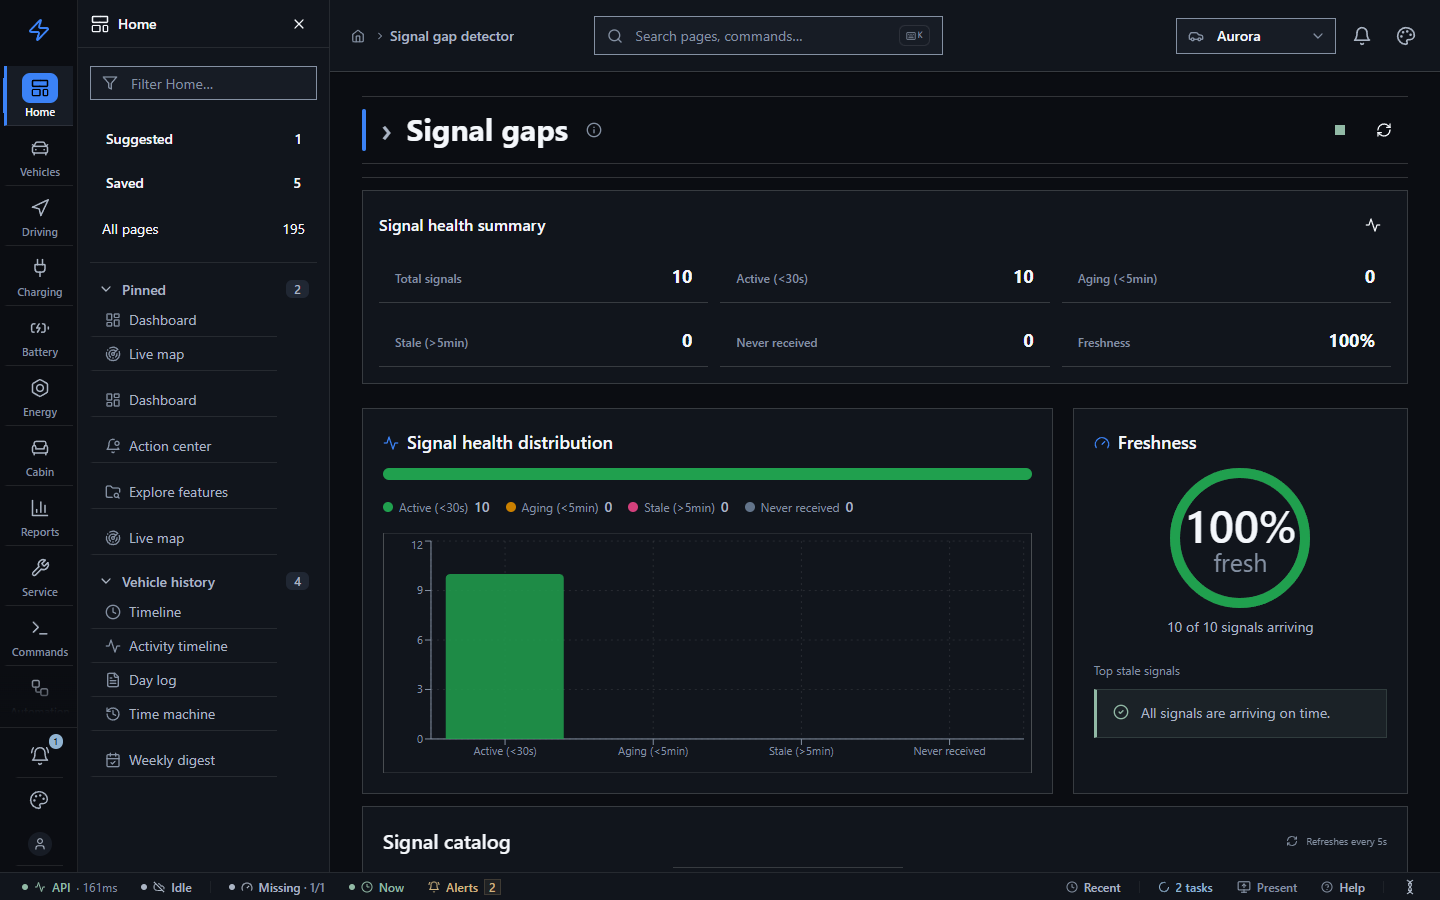 Home
Signal gap detector
Search pages, commands...
K
Aurora
Home
Vehicles
Driving
Charging
Battery
Energy
Cabin
Reports
Service
Commands
1
Filter Home...
Suggested 1
Saved 5
All pages 195
Pinned 2
Dashboard
Live map
Dashboard
Action center
Explore features
Live map
Vehicle history 4
Timeline
Activity timeline
Day log
Time machine
Weekly digest
Signal gaps
Signal health summary
Total signals 10
Active (<30s) 10
Aging (<5min) 0
Stale (>5min) 0
Never received 0
Freshness 100%
Signal health distribution
Active (<30s) 10 Aging (<5min) 0 Stale (>5min) 0 Never received 0
12
9
6
3
0
Active (<30s) Aging (<5min) Stale (>5min) Never received
Freshness
100%
fresh
10 of 10 signals arriving
Top stale signals
All signals are arriving on time.
Signal catalog
Refreshes every 5s
API · 161ms Idle Missing · 1/1 Now Alerts 2 Recent 2 tasks Present Help